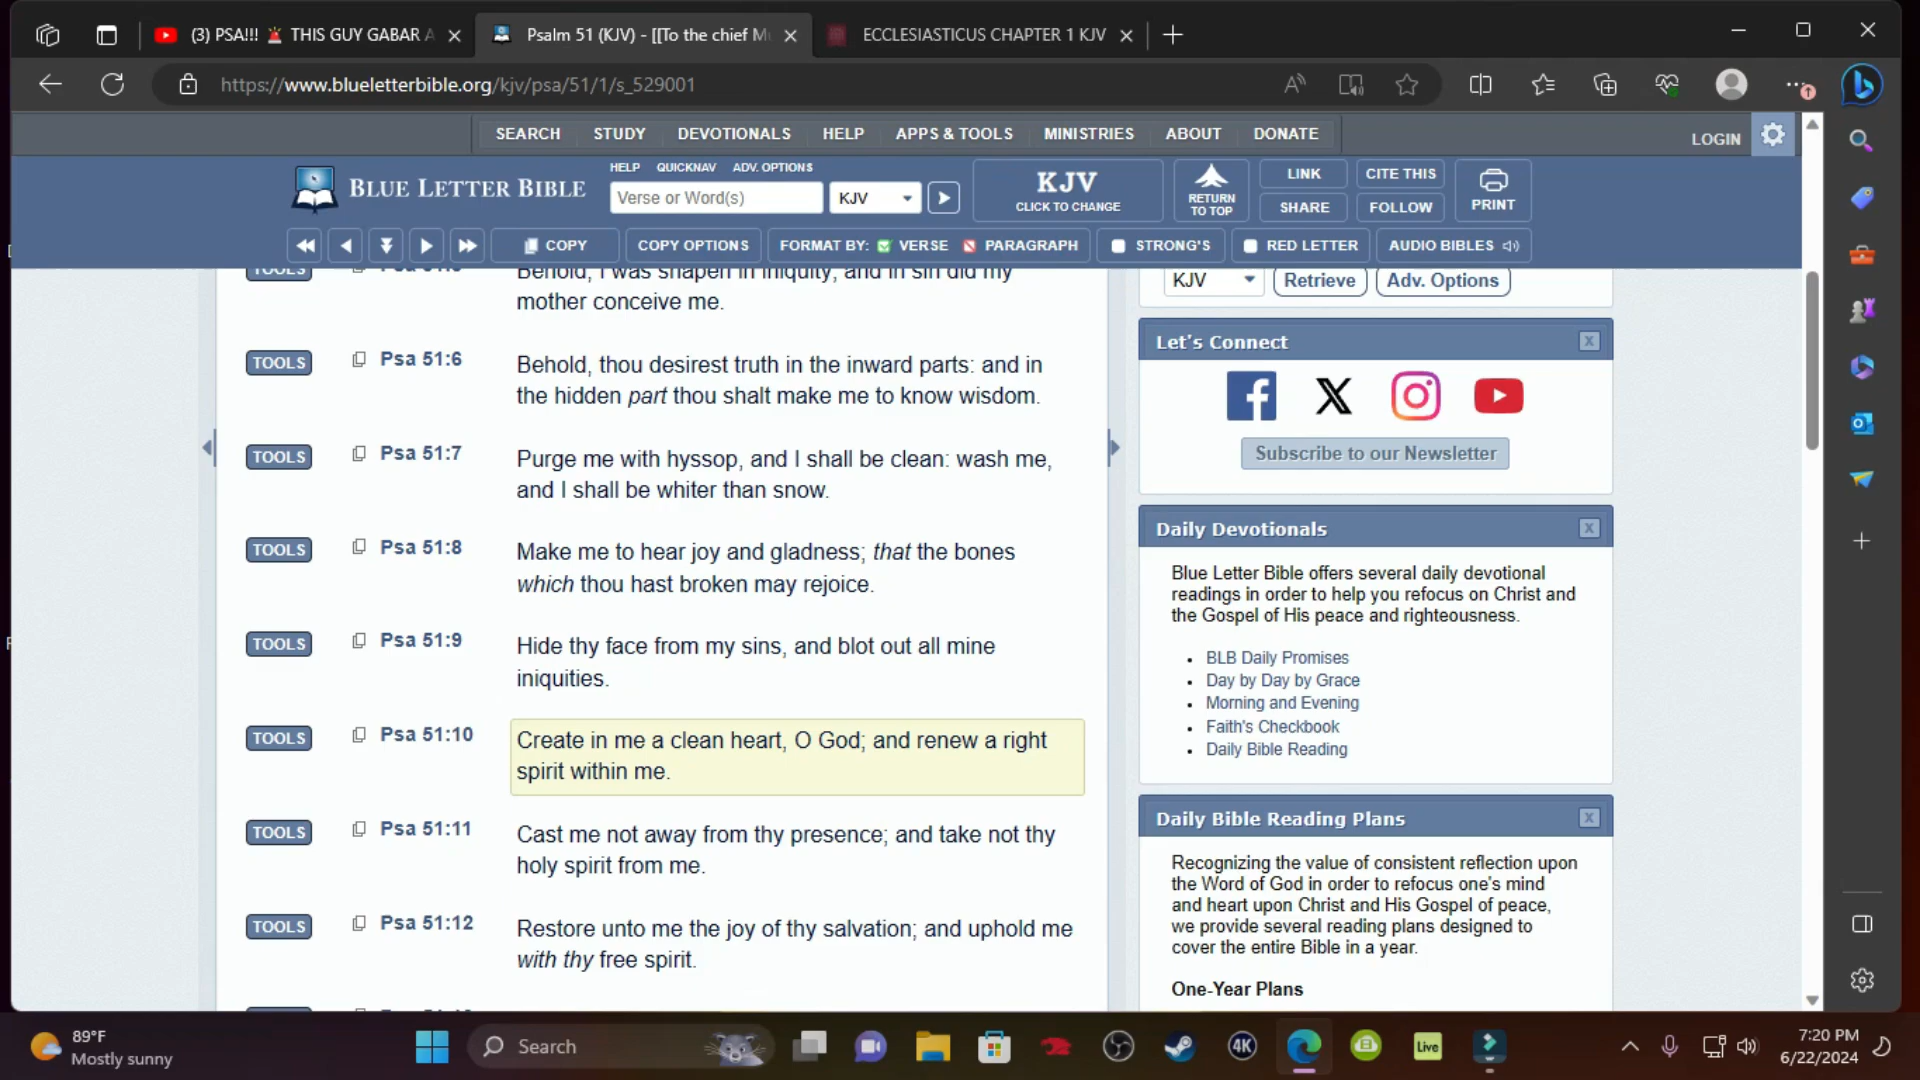 (3) PSA!!! 🚨 THIS GUY GABAR A
Psalm 51 (KJV) - [[To the chief Mu
ECCLESIASTICUS CHAPTER 1 KJV
https://www.blueletterbible.org/kjv/psa/51/1/s_529001
SEARCH STUDY DEVOTIONALS HELP APPS & TOOLS MINISTRIES ABOUT DONATE
LOGIN
BLUE LETTER BIBLE
HELP QUICKNAV ADV. OPTIONS
Verse or Word(s)
KJV
KJV
CLICK TO CHANGE
RETURN
TO TOP
LINK
CITE THIS
SHARE
FOLLOW
PRINT
COPY
COPY OPTIONS
FORMAT BY: VERSE PARAGRAPH
STRONG'S
RED LETTER
AUDIO BIBLES
TOOLS
Behold, I was shapen in iniquity, and in sin did my
mother conceive me.
TOOLS Psa 51:6
Behold, thou desirest truth in the inward parts: and in
the hidden part thou shalt make me to know wisdom.
TOOLS Psa 51:7
Purge me with hyssop, and I shall be clean: wash me,
and I shall be whiter than snow.
TOOLS Psa 51:8
Make me to hear joy and gladness; that the bones
which thou hast broken may rejoice.
TOOLS Psa 51:9
Hide thy face from my sins, and blot out all mine
iniquities.
TOOLS Psa 51:10
Create in me a clean heart, O God; and renew a right
spirit within me.
TOOLS Psa 51:11
Cast me not away from thy presence; and take not thy
holy spirit from me.
TOOLS Psa 51:12
Restore unto me the joy of thy salvation; and uphold me
with thy free spirit.
KJV
Retrieve
Adv. Options
Let's Connect
Subscribe to our Newsletter
Daily Devotionals
Blue Letter Bible offers several daily devotional
readings in order to help you refocus on Christ and
the Gospel of His peace and righteousness.
• BLB Daily Promises
• Day by Day by Grace
• Morning and Evening
• Faith's Checkbook
• Daily Bible Reading
Daily Bible Reading Plans
Recognizing the value of consistent reflection upon
the Word of God in order to refocus one's mind
and heart upon Christ and His Gospel of peace,
we provide several reading plans designed to
cover the entire Bible in a year.
One-Year Plans
89°F
Mostly sunny
Search
4K
Live
7:20 PM
6/22/2024